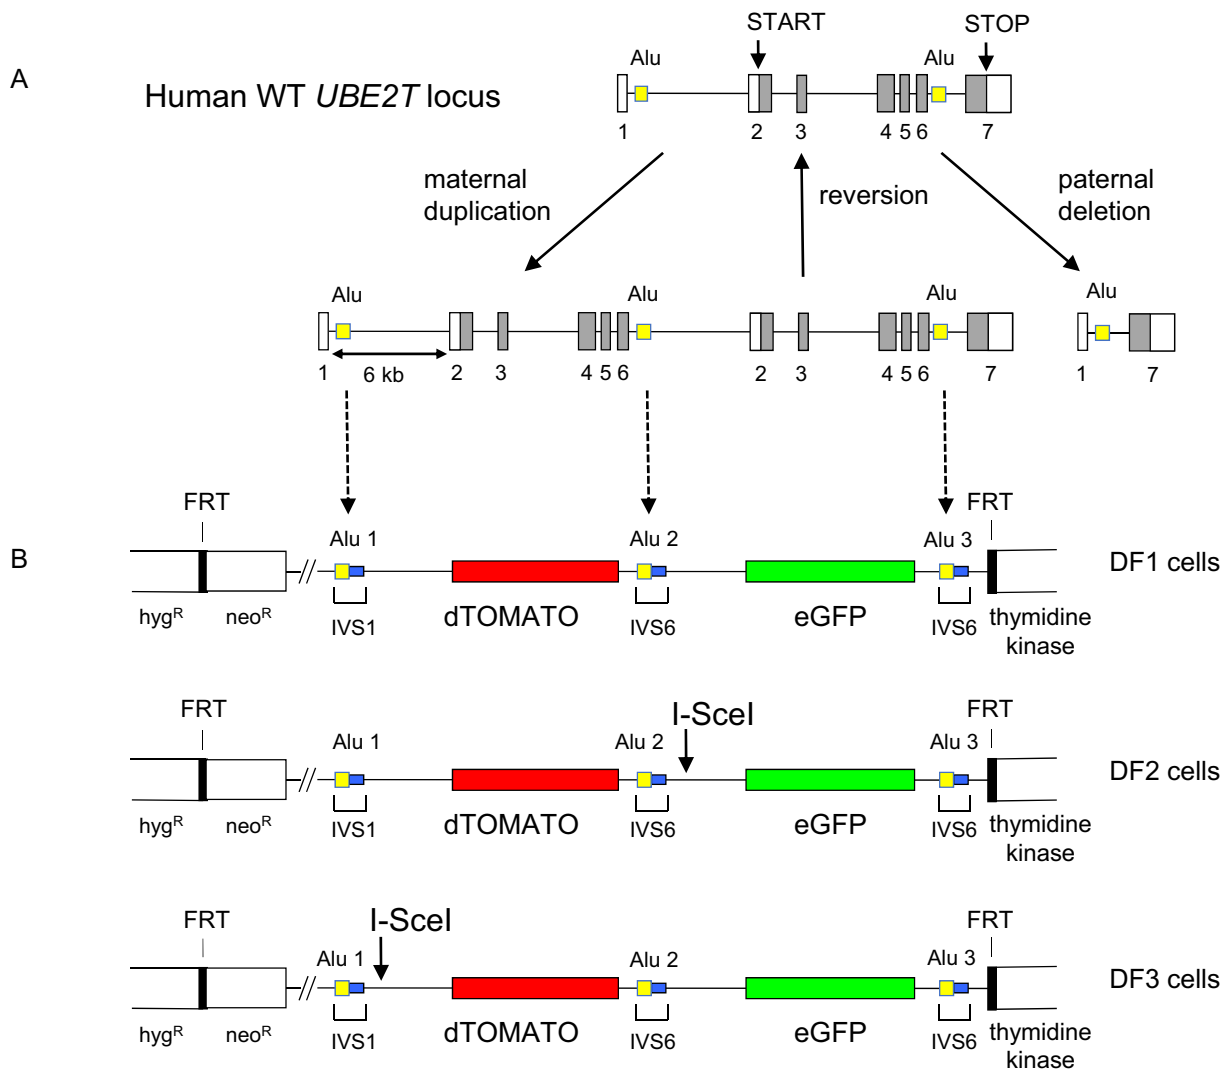 A
Human WT UBE2T locus
START
STOP
Alu
Alu
1
2
3
4
5
6
7
maternal
duplication
reversion
paternal
deletion
Alu
Alu
Alu
Alu
1
6 kb
2
3
4
5
6
2
3
4
5
6
7
1
7
B
FRT
FRT
Alu 1
Alu 2
Alu 3
DF1 cells
hygR
neoR
IVS1
dTOMATO
IVS6
eGFP
IVS6
thymidine
kinase
FRT
I-SceI
FRT
Alu 1
Alu 2
Alu 3
DF2 cells
hygR
neoR
IVS1
dTOMATO
IVS6
eGFP
IVS6
thymidine
kinase
FRT
I-SceI
FRT
Alu 1
Alu 2
Alu 3
DF3 cells
hygR
neoR
IVS1
dTOMATO
IVS6
eGFP
IVS6
thymidine
kinase